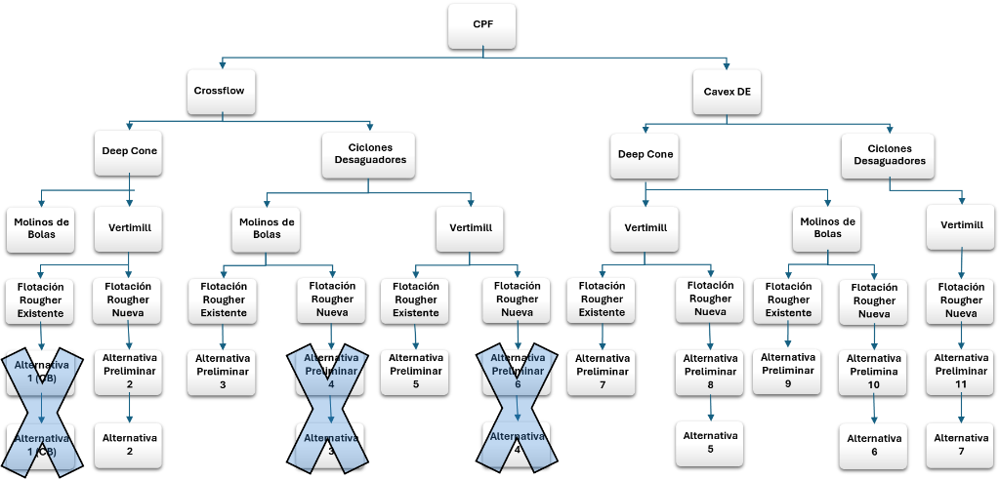 CPF
Crossflow
Cavex DE
Deep Cone
Ciclones
Desaguadores
Deep Cone
Ciclones
Desaguadores
Molinos de
Bolas
Vertimill
Molinos de
Bolas
Vertimill
Vertimill
Molinos de
Bolas
Vertimill
Flotación
Rougher
Existente
Flotación
Rougher
Nueva
Flotación
Rougher
Existente
Flotación
Rougher
Nueva
Flotación
Rougher
Existente
Flotación
Rougher
Nueva
Flotación
Rougher
Existente
Flotación
Rougher
Nueva
Flotación
Rougher
Existente
Flotación
Rougher
Nueva
Flotación
Rougher
Nueva
Alternativa
1 (CB)
Alternativa
Preliminar
2
Alternativa
Preliminar
3
Alternativa
Preliminar
4
Alternativa
Preliminar
5
Alternativa
Preliminar
6
Alternativa
Preliminar
7
Alternativa
Preliminar
8
Alternativa
Preliminar
9
Alternativa
Prelimina
10
Alternativa
Preliminar
11
Alternativa
1 (CB)
Alternativa
2
Alternativa
3
Alternativa
4
Alternativa
5
Alternativa
6
Alternativa
7